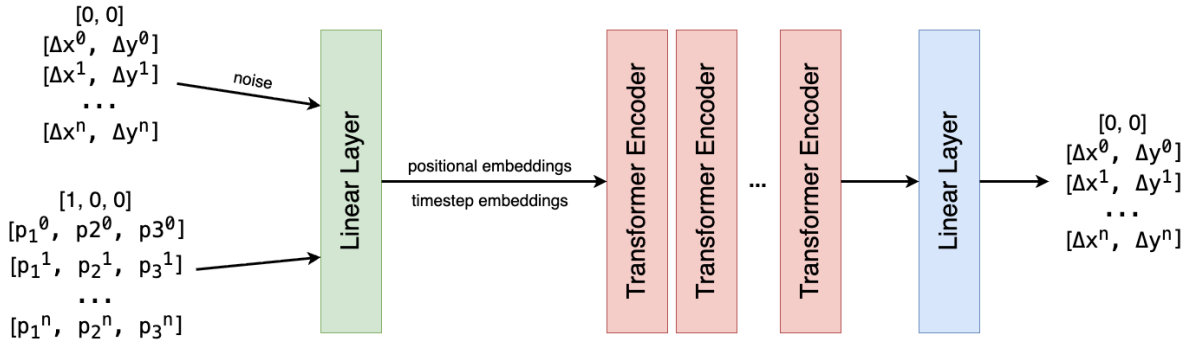 [0, 0]
[Δx⁰, Δy⁰]
[Δx¹, Δy¹]
...
[Δxⁿ, Δyⁿ]
noise
[1, 0, 0]
[p₁⁰, p2⁰, p3⁰]
[p₁¹, p₂¹, p₃¹]
...
[p₁ⁿ, p₂ⁿ, p₃ⁿ]
Linear Layer
positional embeddings
timestep embeddings
Transformer Encoder
Transformer Encoder
...
Transformer Encoder
Linear Layer
[0, 0]
[Δx⁰, Δy⁰]
[Δx¹, Δy¹]
...
[Δxⁿ, Δyⁿ]